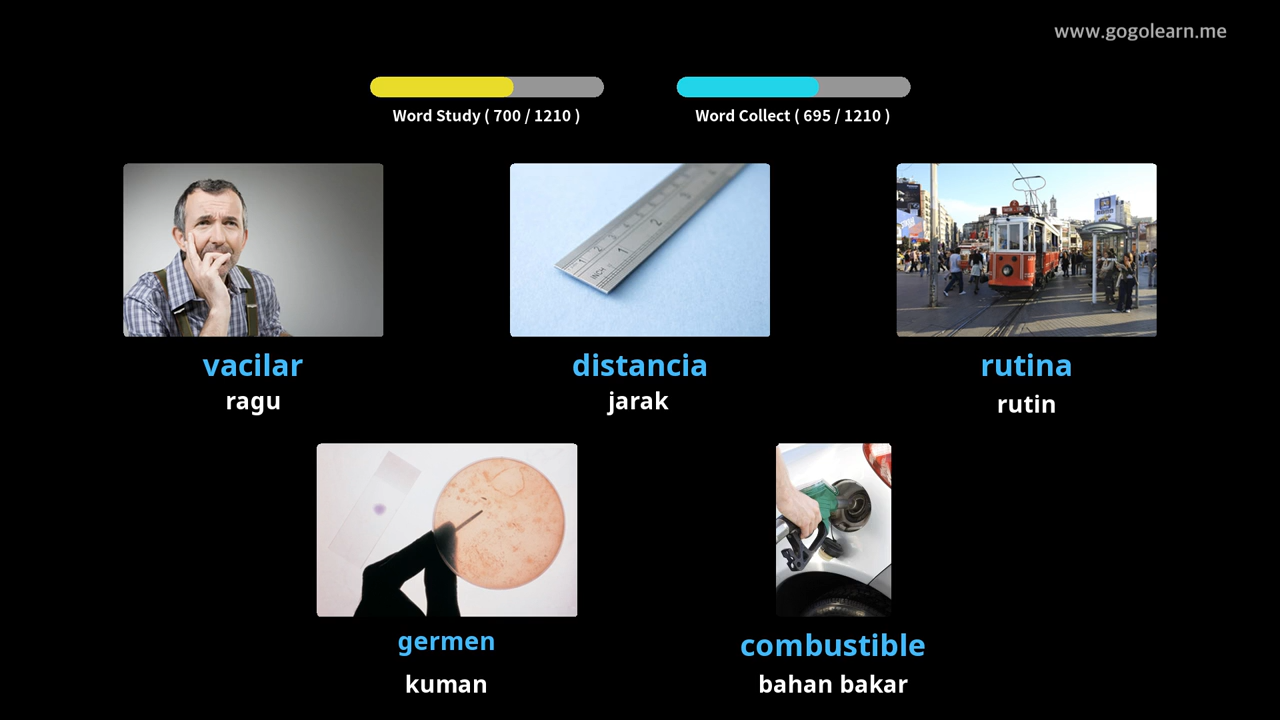 www.gogolearn.me
Word Study ( 700 / 1210 )
Word Collect ( 695 / 1210 )
vacilar
ragu
distancia
jarak
rutina
rutin
germen
kuman
combustible
bahan bakar